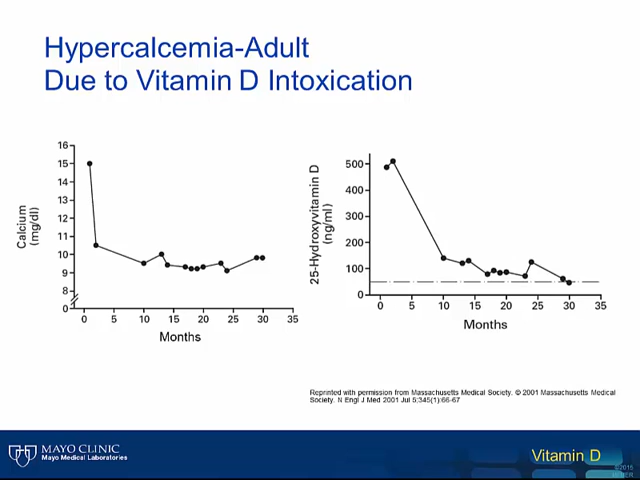 Hypercalcemia-Adult
Due to Vitamin D Intoxication
Calcium
(mg/dl)
16
15
14
13
12
11
10
9
8
0
0 5 10 15 20 25 30 35
Months
25-Hydroxyvitamin D
(ng/ml)
500
400
300
200
100
0
0 5 10 15 20 25 30 35
Months
Reprinted with permission from Massachusetts Medical Society. © 2001 Massachusetts Medical
Society. N Engl J Med 2001 Jul 5;345(1):66-67
MAYO CLINIC
Mayo Medical Laboratories
Vitamin D
©2015